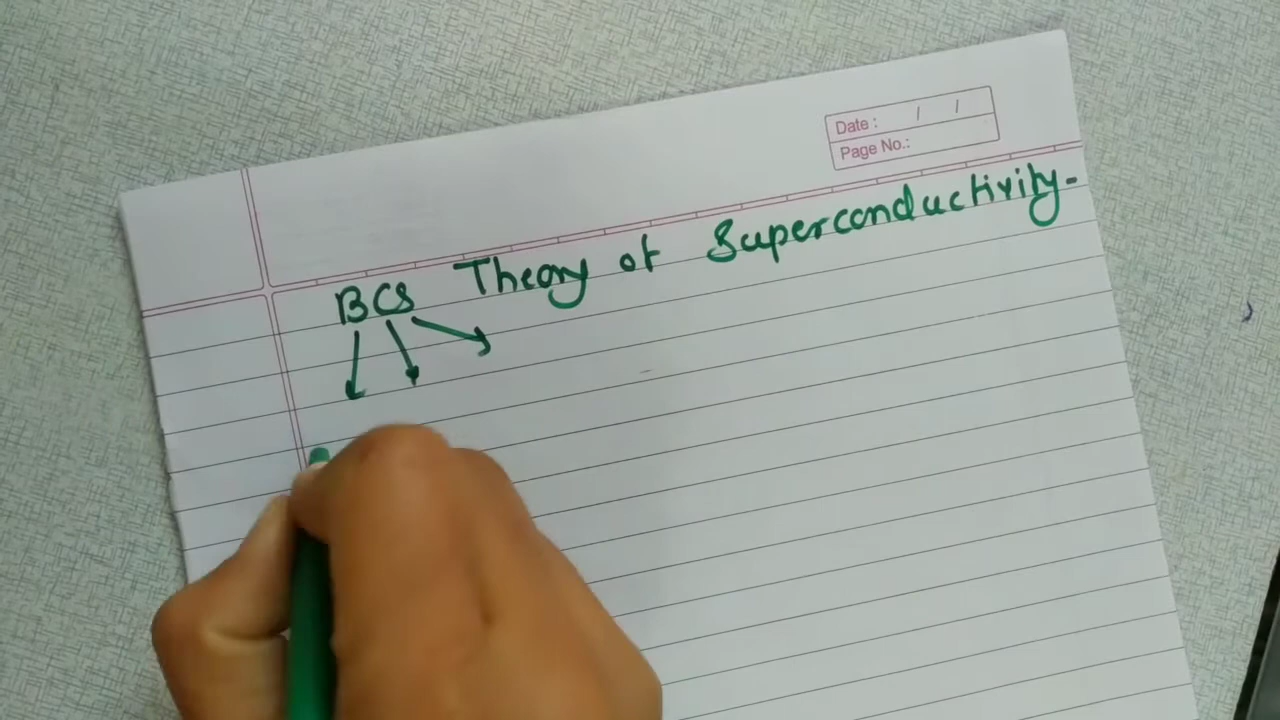 Date : / /
Page No.:
BCS Theory of Superconductivity-